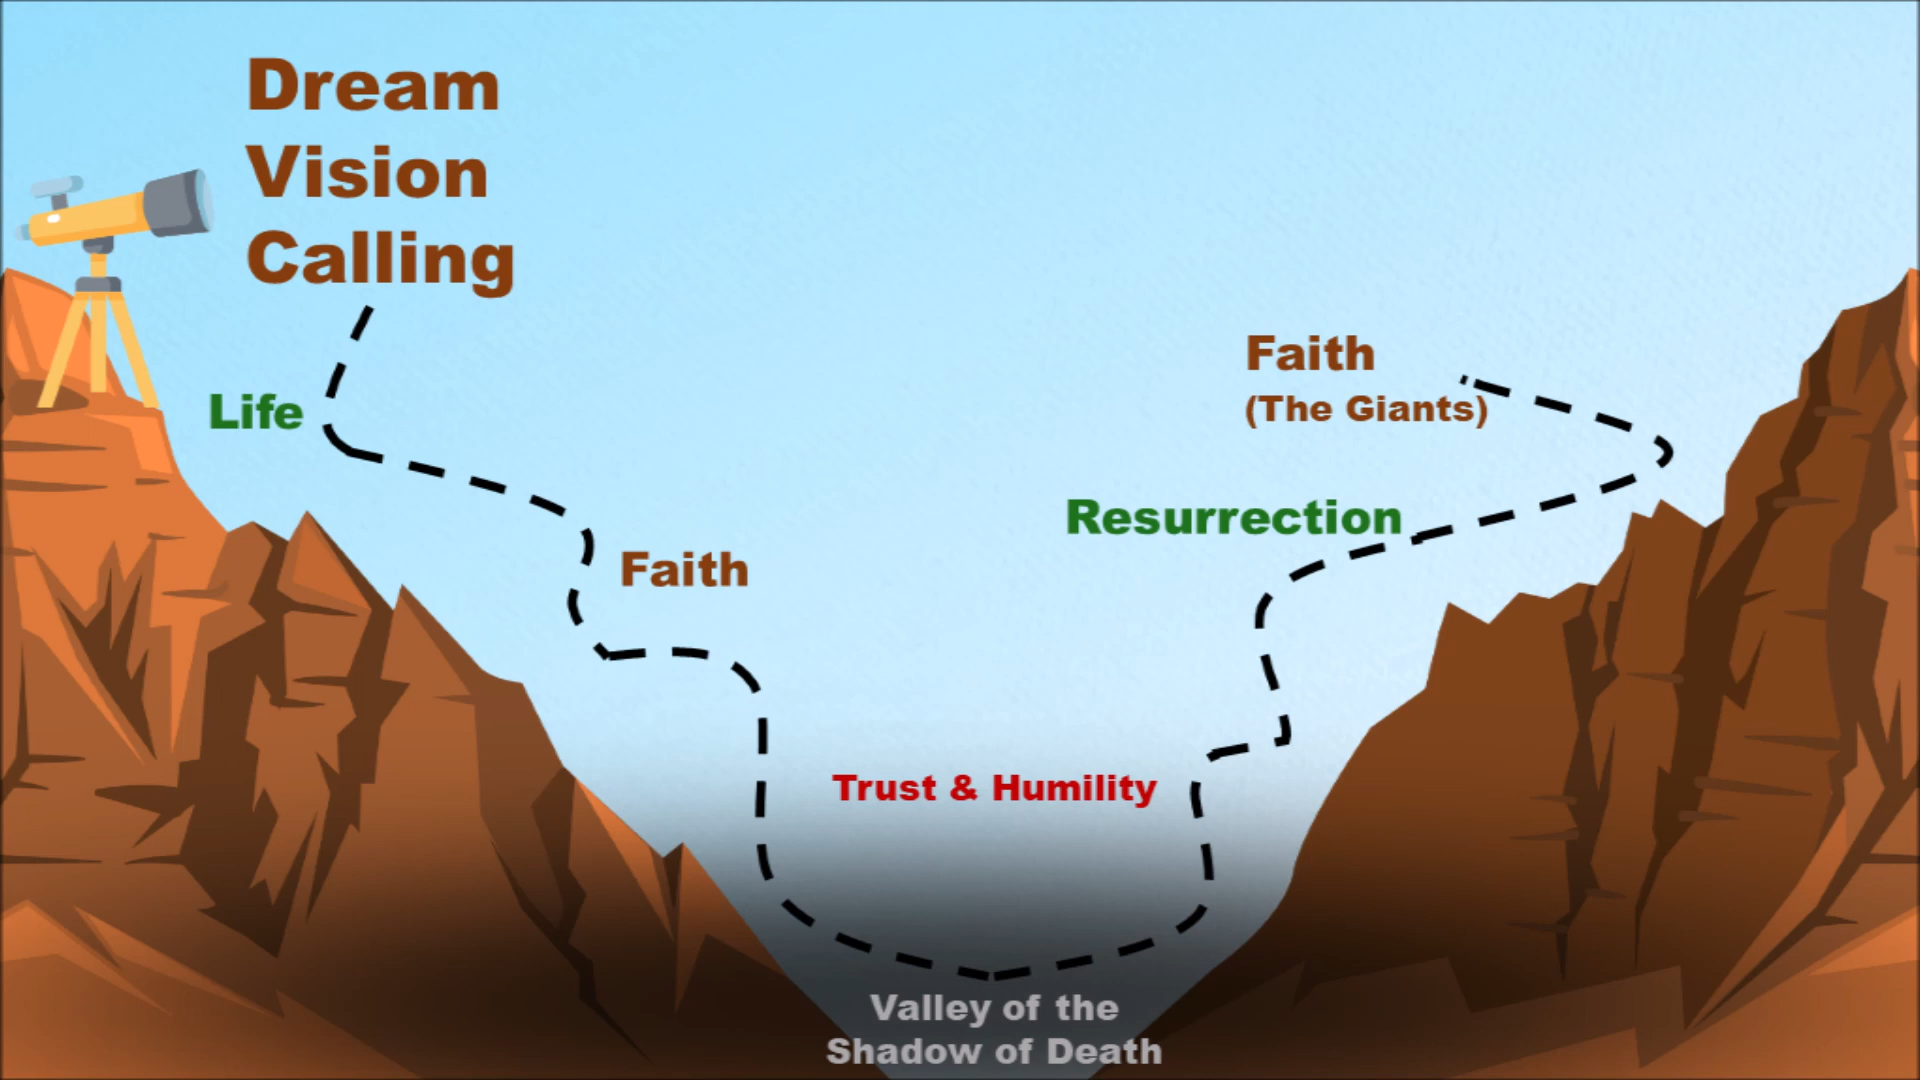 Dream
Vision
Calling
Life
Faith
Trust & Humility
Valley of the
Shadow of Death
Resurrection
Faith
(The Giants)